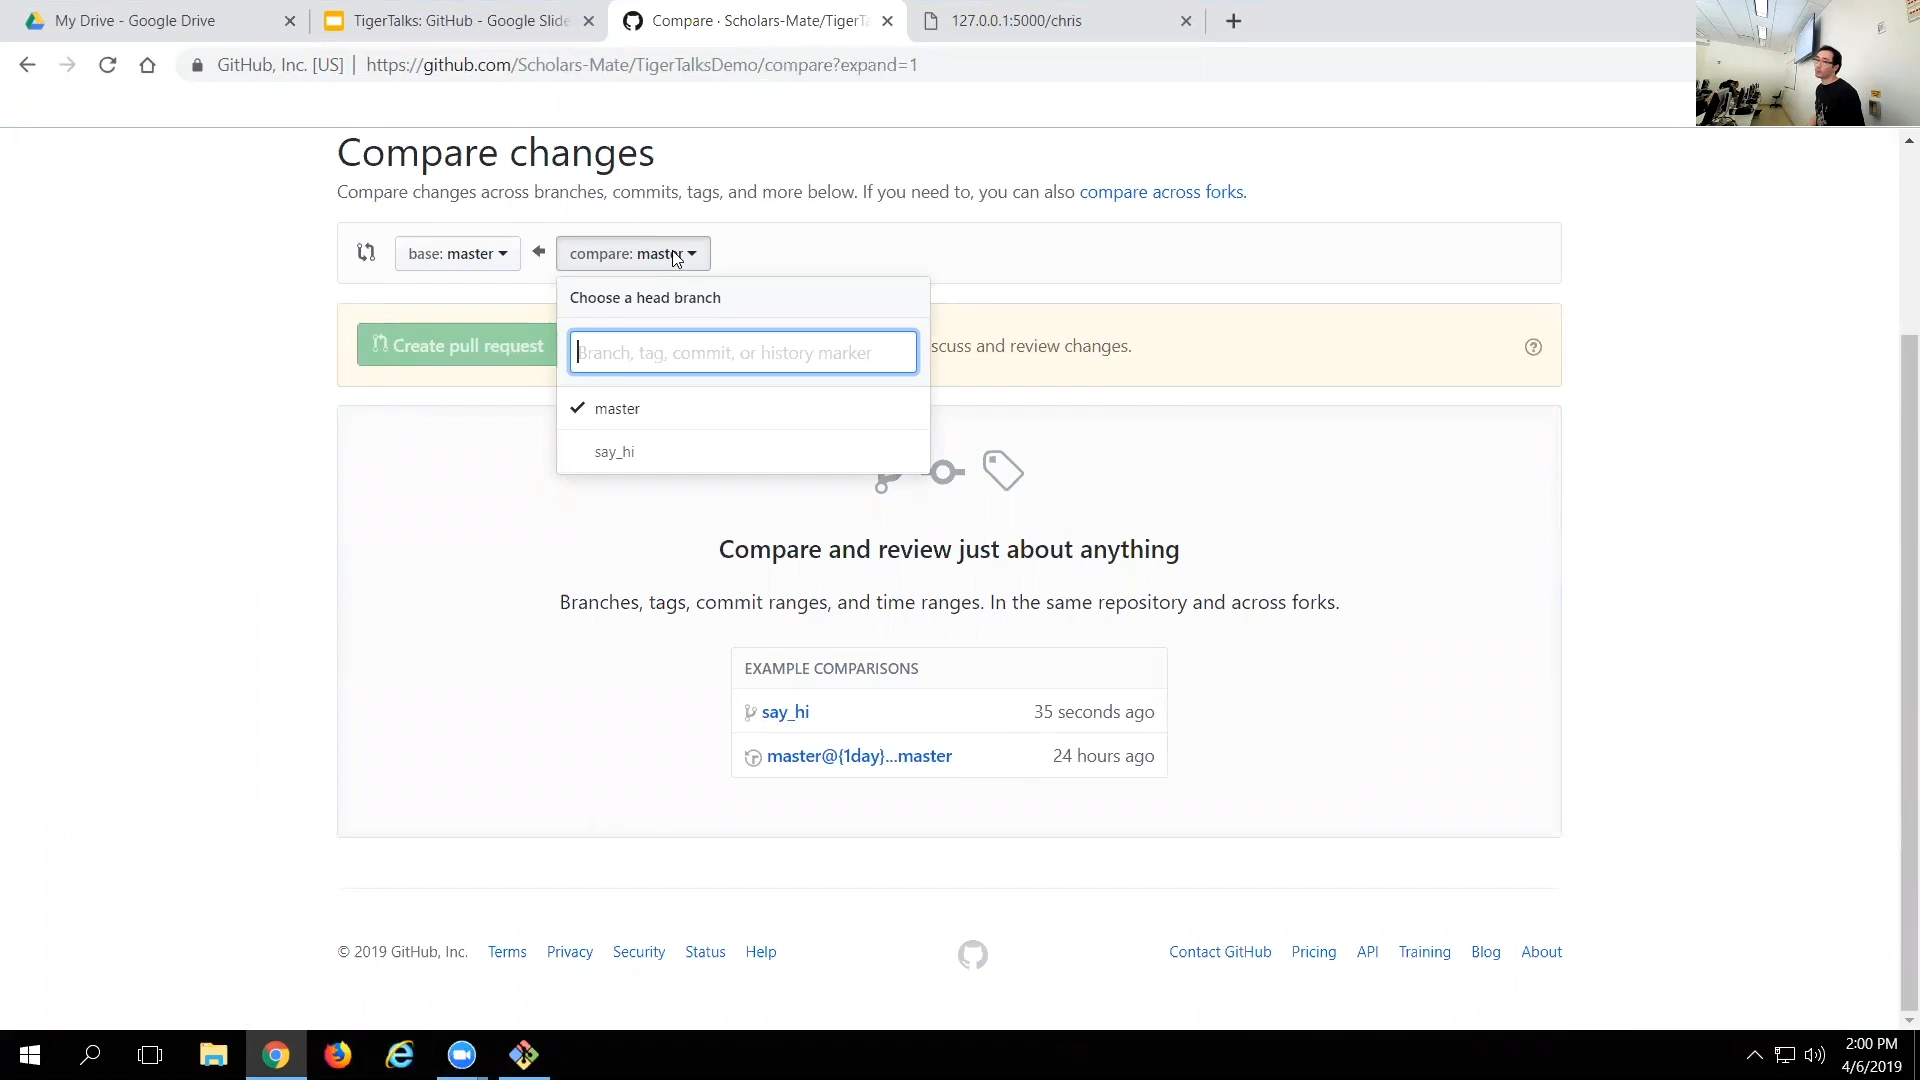 My Drive - Google Drive
TigerTalks: GitHub - Google Slide
Compare · Scholars-Mate/TigerTa
127.0.0.1:5000/chris
GitHub, Inc. [US] | https://github.com/Scholars-Mate/TigerTalksDemo/compare?expand=1
Compare changes
Compare changes across branches, commits, tags, and more below. If you need to, you can also compare across forks.
base: master
compare: master
Choose a head branch
Create pull request
Branch, tag, commit, or history marker
scuss and review changes.
master
say_hi
Compare and review just about anything
Branches, tags, commit ranges, and time ranges. In the same repository and across forks.
EXAMPLE COMPARISONS
say_hi 35 seconds ago
master@{1day}...master 24 hours ago
© 2019 GitHub, Inc. Terms Privacy Security Status Help Contact GitHub Pricing API Training Blog About
2:00 PM
4/6/2019